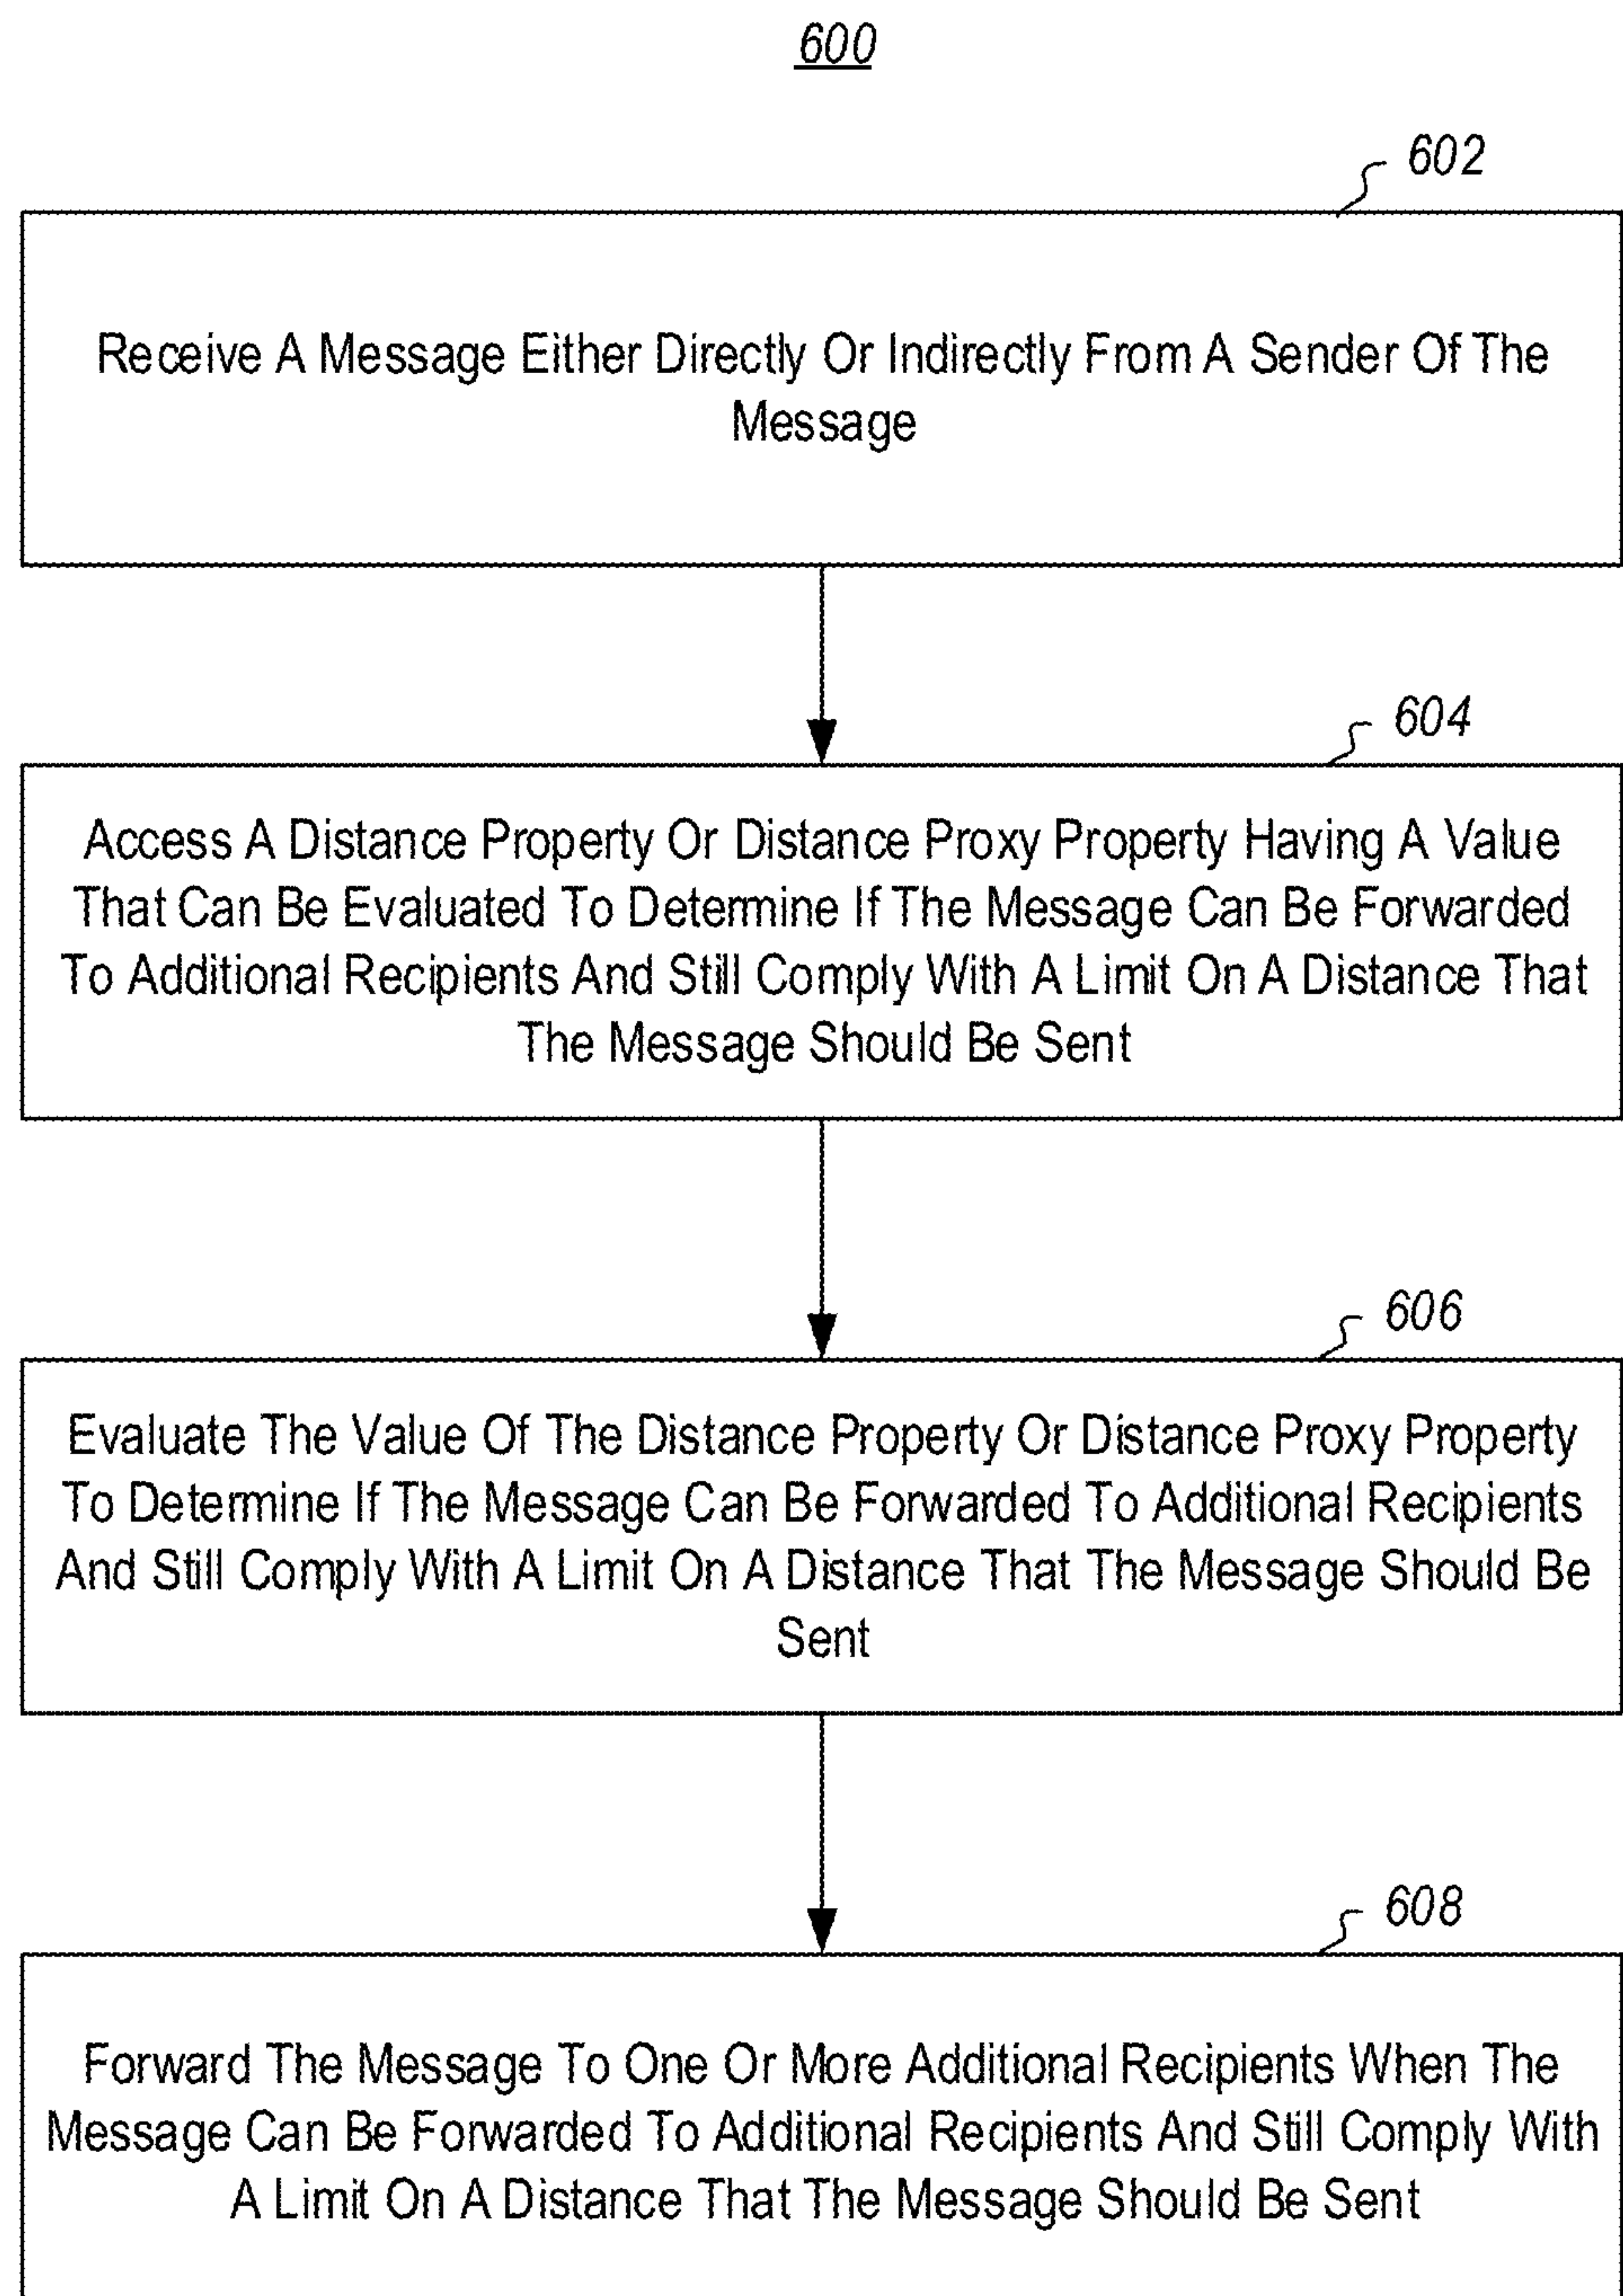 600
602
Receive A Message Either Directly Or Indirectly From A Sender Of The
Message
604
Access A Distance Property Or Distance Proxy Property Having A Value
That Can Be Evaluated To Determine If The Message Can Be Forwarded
To Additional Recipients And Still Comply With A Limit On A Distance That
The Message Should Be Sent
606
Evaluate The Value Of The Distance Property Or Distance Proxy Property
To Determine If The Message Can Be Forwarded To Additional Recipients
And Still Comply With A Limit On A Distance That The Message Should Be
Sent
608
Forward The Message To One Or More Additional Recipients When The
Message Can Be Forwarded To Additional Recipients And Still Comply With
A Limit On A Distance That The Message Should Be Sent